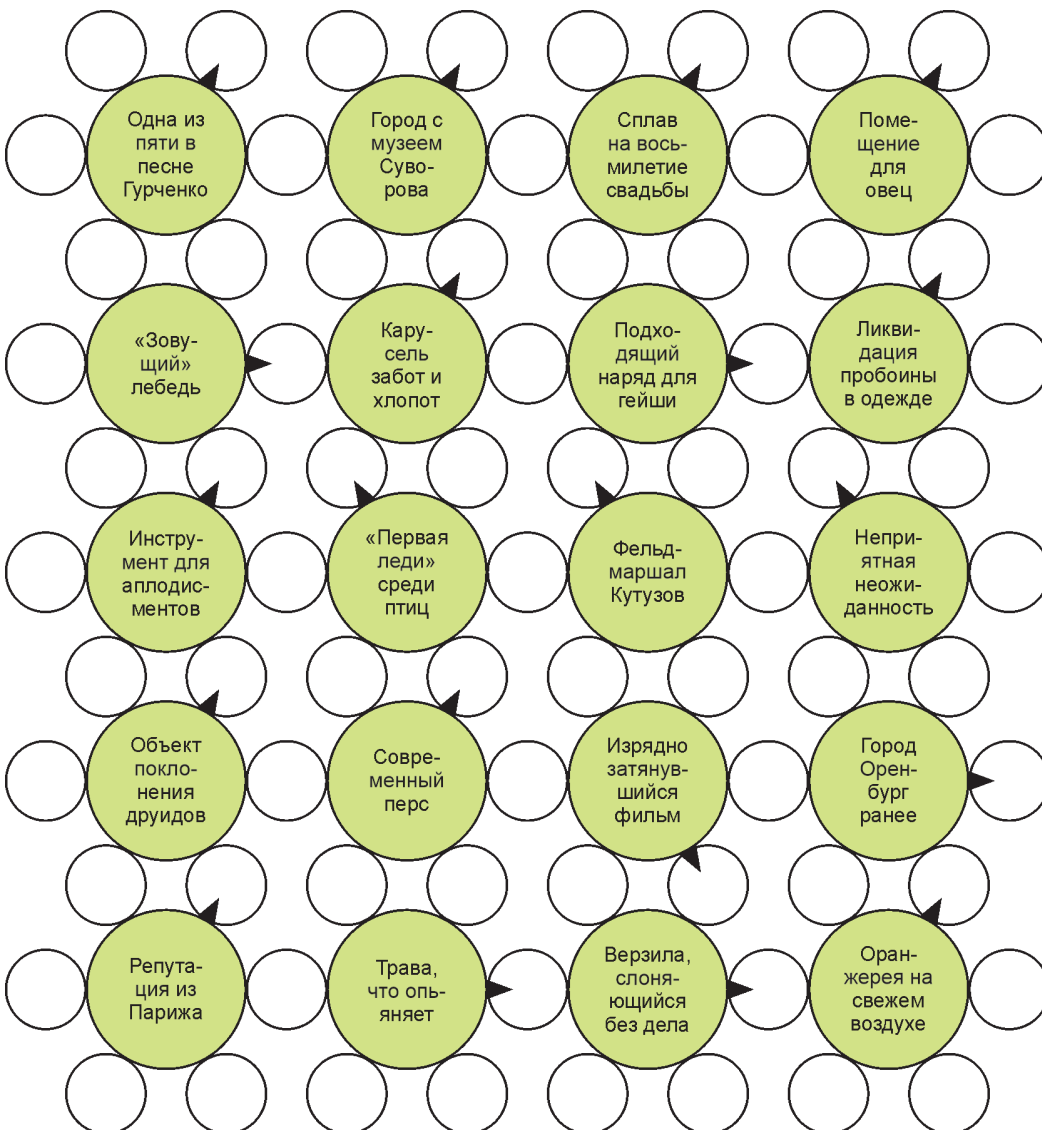 Одна из
пяти в
песне
Гурченко
Город с
музеем
Суво-
рова
Сплав
на вось-
милетие
свадьбы
Поме-
щение
для
овец
«Зову-
щий»
лебедь
Кару-
сель
забот и
хлопот
Подхо-
дящий
наряд для
гейши
Ликви-
дация
пробоины
в одежде
Инстру-
мент для
аплодис-
ментов
«Первая
леди»
среди
птиц
Фельд-
маршал
Кутузов
Непри-
ятная
неожи-
данность
Объект
покло-
нения
друидов
Совре-
менный
перс
Изрядно
затянув-
шийся
фильм
Город
Орен-
бург
ранее
Репута-
ция из
Парижа
Трава,
что опь-
яняет
Верзила,
слоня-
ющийся
без дела
Оран-
жерея на
свежем
воздухе